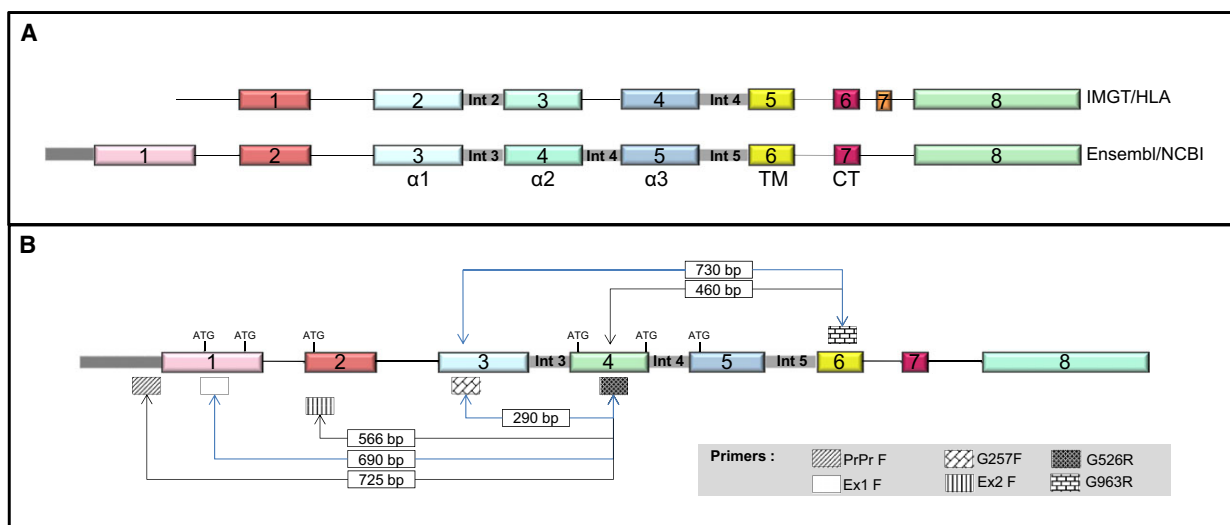 A
1 2 Int 2 3 4 Int 4 5 6 7 8 IMGT/HLA
1 2 3 Int 3 4 Int 4 5 Int 5 6 7 8 Ensembl/NCBI
α1 α2 α3 TM CT
B
730 bp
460 bp
ATG ATG ATG ATG ATG ATG
1 2 3 Int 3 4 Int 4 5 Int 5 6 7 8
290 bp
566 bp
690 bp
725 bp
Primers :
PrPr F G257F G526R
Ex1 F Ex2 F G963R